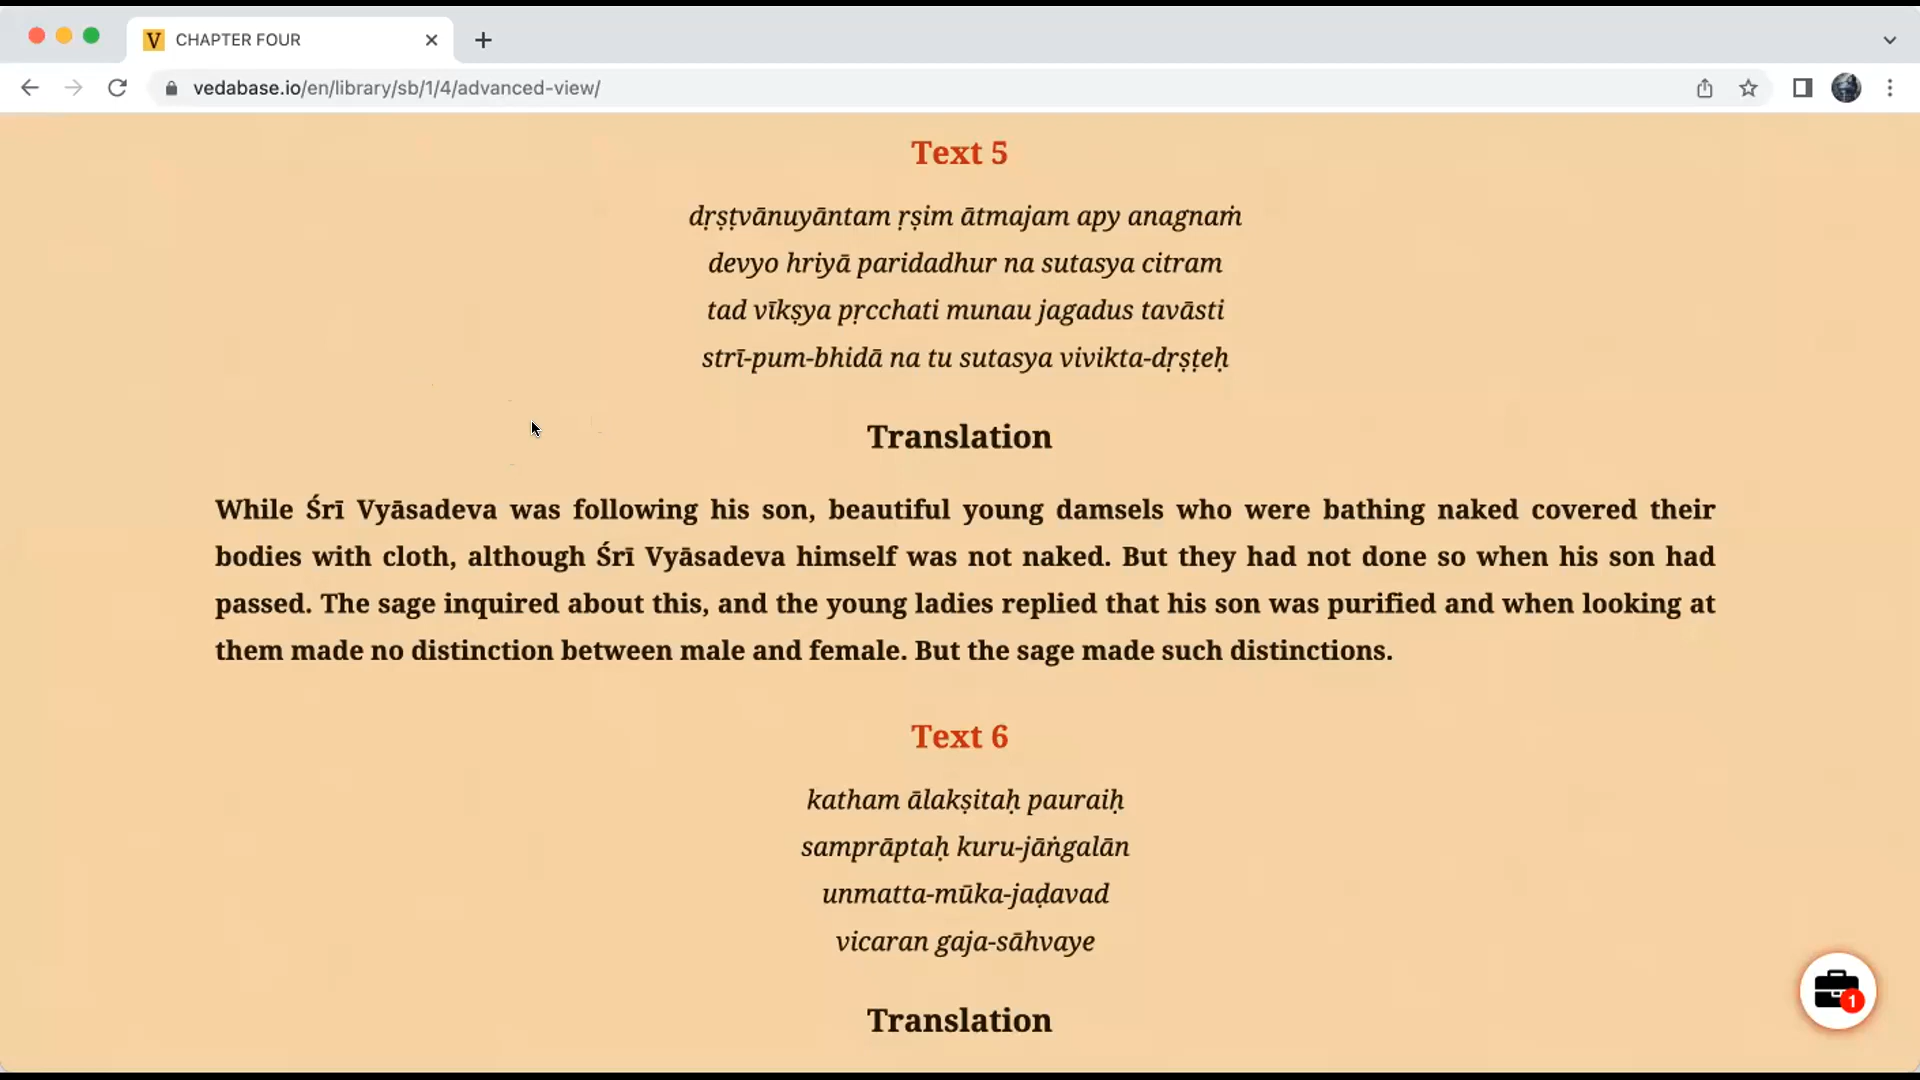 CHAPTER FOUR
vedabase.io/en/library/sb/1/4/advanced-view/
Text 5
dṛṣṭvānuyāntam ṛṣim ātmajam apy anagnaṁ
devyo hriyā paridadhur na sutasya citram
tad vīkṣya pṛcchati munau jagadus tavāsti
strī-pum-bhidā na tu sutasya vivikta-dṛṣṭeḥ
Translation
While Śrī Vyāsadeva was following his son, beautiful young damsels who were bathing naked covered their
bodies with cloth, although Śrī Vyāsadeva himself was not naked. But they had not done so when his son had
passed. The sage inquired about this, and the young ladies replied that his son was purified and when looking at
them made no distinction between male and female. But the sage made such distinctions.
Text 6
katham ālakṣitaḥ pauraiḥ
samprāptaḥ kuru-jāṅgalān
unmatta-mūka-jaḍavad
vicaran gaja-sāhvaye
Translation
1